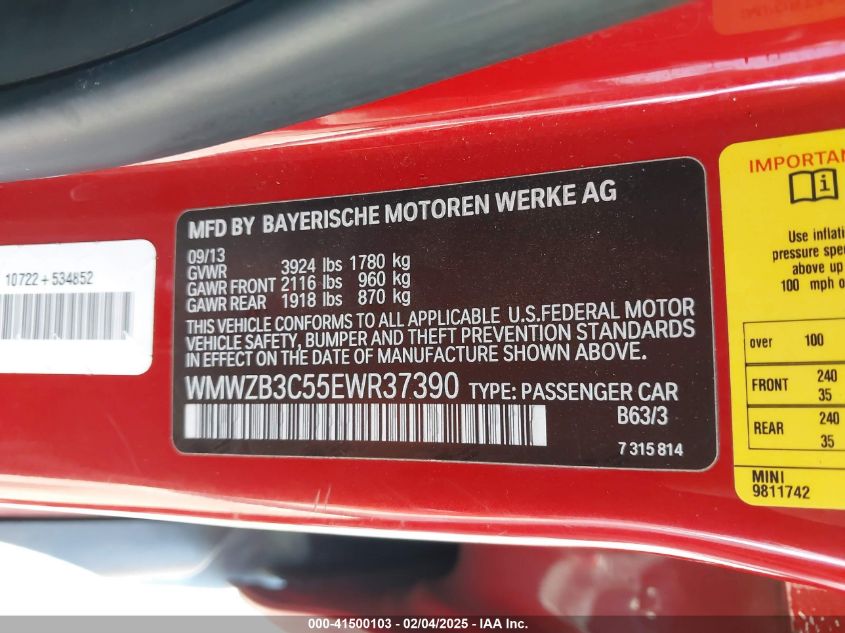 10722 + 534852
MFD BY BAYERISCHE MOTOREN WERKE AG
09/13
GVWR 3924 lbs 1780 kg
GAWR FRONT 2116 lbs 960 kg
GAWR REAR 1918 lbs 870 kg
THIS VEHICLE CONFORMS TO ALL APPLICABLE U.S.FEDERAL MOTOR
VEHICLE SAFETY, BUMPER AND THEFT PREVENTION STANDARDS
IN EFFECT ON THE DATE OF MANUFACTURE SHOWN ABOVE.
WMWZB3C55EWR37390 TYPE: PASSENGER CAR
B63/3
7 315 814
IMPORTAN
Use inflat
pressure spe
above up
100 mph o
over 100
FRONT 240
35
REAR 240
35
MINI
9811742
000-41500103 - 02/04/2025 - IAA Inc.